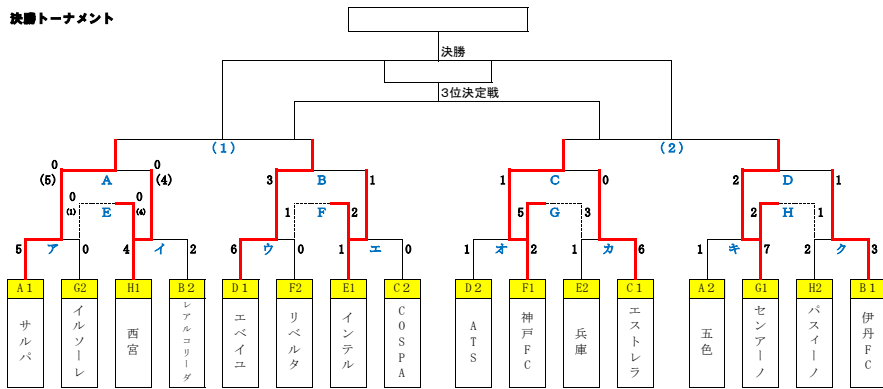 決勝トーナメント
決勝
3位決定戦
(1) (2)
0 0 3 1 1 0 2 1
(5) A (4) B C D
0 0 1 2 5 3 2 1
(1) E (4) F G H
5 ア 0 4 イ 2 6 ウ 0 1 エ 0 1 オ 2 1 カ 6 1 キ 7 2 ク 3
A1 G2 H1 B2 D1 F2 E1 C2 D2 F1 E2 C1 A2 G1 H2 B1
サルパ
イルソーレ
西宮
レアルコリーダ
エベイユ
リベルタ
インテル
COSPA
ATS
神戸FC
兵庫
エストレラ
五色
センアーノ
パスィーノ
伊丹FC